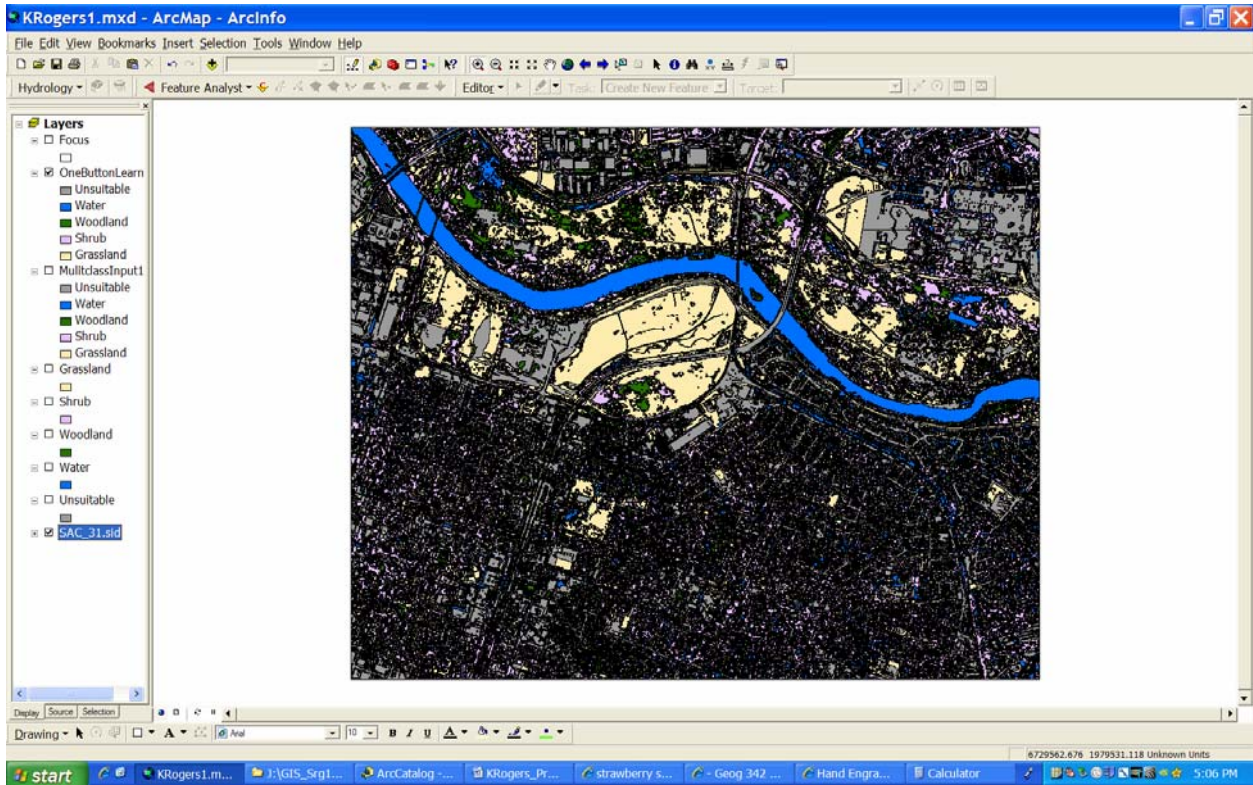 KRogers1.mxd - ArcMap - ArcInfo
File Edit View Bookmarks Insert Selection Tools Window Help
Hydrology Feature Analyst Editor Task: Create New Feature Target:
Layers
Focus
OneButtonLearn
Unsuitable
Water
Woodland
Shrub
Grassland
MulitclassInput1
Unsuitable
Water
Woodland
Shrub
Grassland
Grassland
Shrub
Woodland
Water
Unsuitable
SAC_31.sid
Display Source Selection
Drawing A Arial 10 B I U A
6729562.676 1979531.118 Unknown Units
start KRogers1.m... J:\GIS_Srg1... ArcCatalog -... KRogers_Pr... strawberry s... - Geog 342 ... Hand Engra... Calculator 5:06 PM